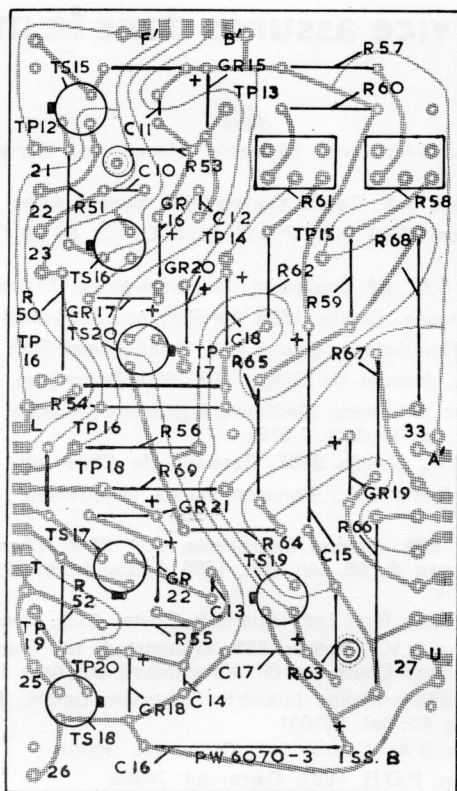 vice assu
F' B'
TS15 GR15 R57
TP13 R60
TP12 C11
21 C10 R53
22 R51 GR 16 C12 R61 R58
23 TS16 TP14 TP15 R68
R 50 GR17 GR20 R62
TS20 R59
TP 16 TP 17 C18 R65 R67
R54
L TP16 R56 33
TP18 R69 A'
GR21 GR19
TS17 R64 C15 R66
T GR 22 TS19
R 52 C13
TP 19 R55
TP20 C17 R63 27 U
25 GR18 C14
TS18
26 C16 PW6070-3 ISS. B